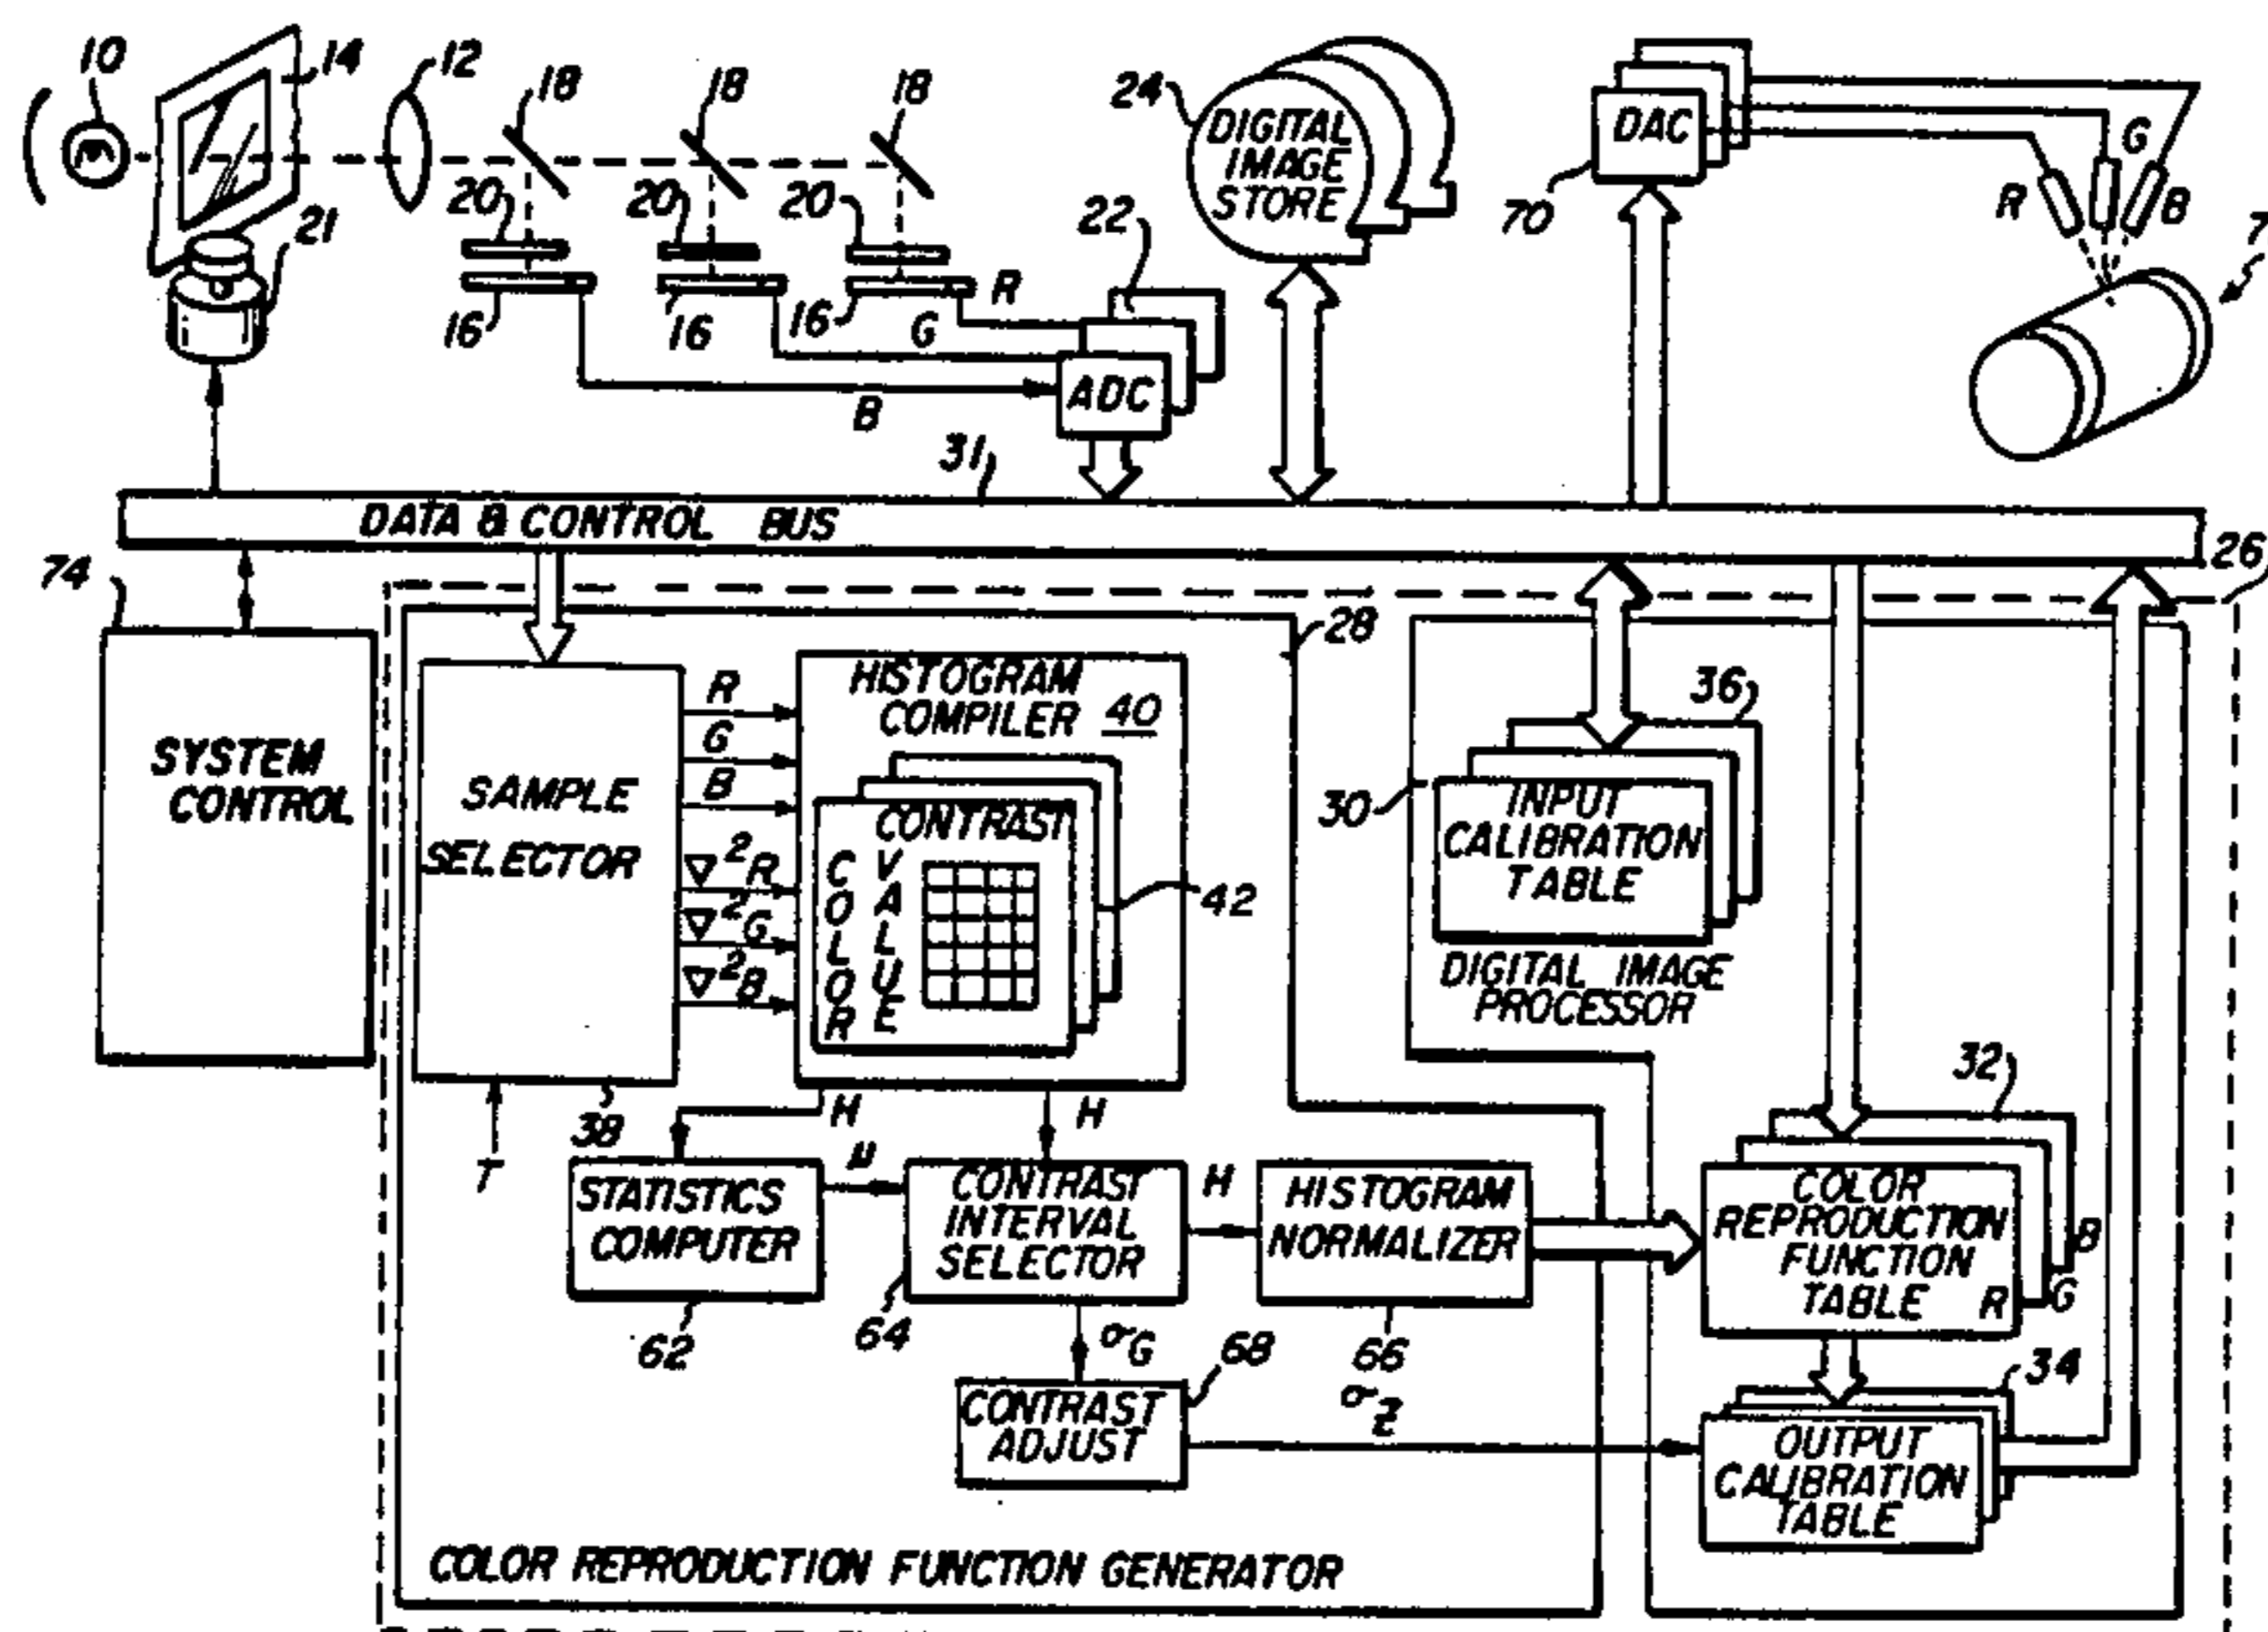 10
14
12
18
18
18
24
DIGITAL
IMAGE
STORE
DAC
70
R
G
B
7
20
20
20
21
22
16
16
16
R
G
B
ADC
31
DATA & CONTROL BUS
74
26
SYSTEM
CONTROL
28
SAMPLE
SELECTOR
R
G
B
∇²R
∇²G
∇²B
HISTOGRAM
COMPILER 40
CONTRAST
COLOR
VALUE
42
36
30
INPUT
CALIBRATION
TABLE
DIGITAL IMAGE
PROCESSOR
T
38
H
H
32
STATISTICS
COMPUTER
62
μ
CONTRAST
INTERVAL
SELECTOR
64
H
HISTOGRAM
NORMALIZER
66
COLOR
REPRODUCTION
FUNCTION
TABLE
R
G
B
σG
68
CONTRAST
ADJUST
σZ
34
OUTPUT
CALIBRATION
TABLE
COLOR REPRODUCTION FUNCTION GENERATOR